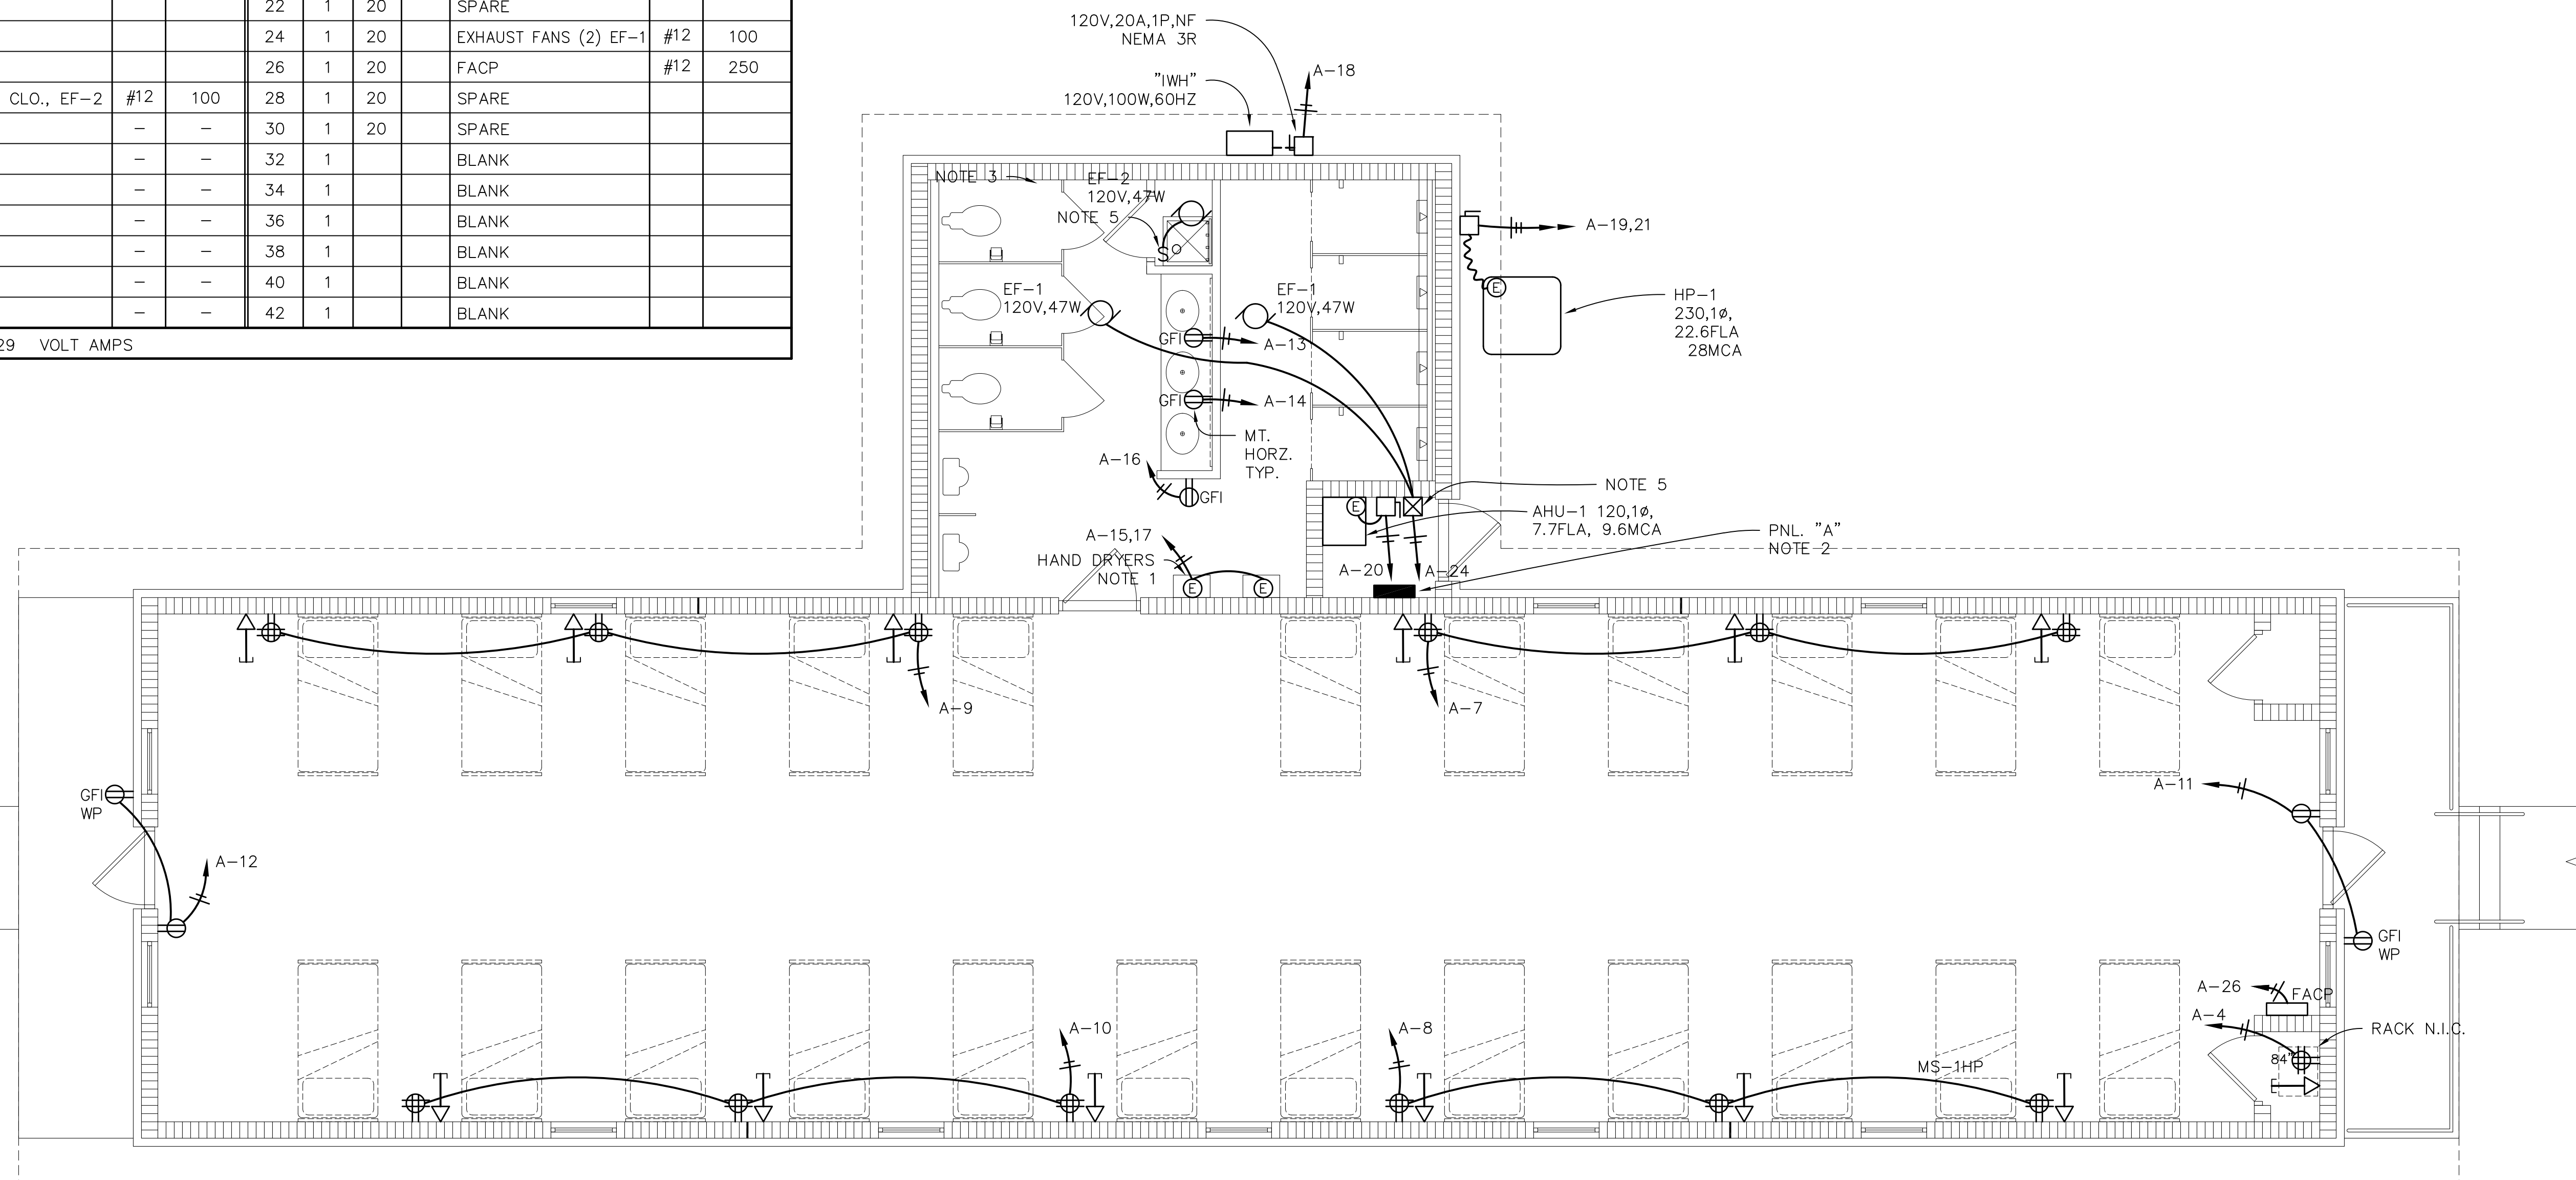 22 1 20 SPARE
24 1 20 EXHAUST FANS (2) EF-1 #12 100
26 1 20 FACP #12 250
CLO., EF-2 #12 100 28 1 20 SPARE
- - 30 1 20 SPARE
- - 32 1 BLANK
- - 34 1 BLANK
- - 36 1 BLANK
- - 38 1 BLANK
- - 40 1 BLANK
- - 42 1 BLANK
29 VOLT AMPS
120V,20A,1P,NF
NEMA 3R
"IWH"
120V,100W,60HZ
A-18
NOTE 3
EF-2
120V,47W
NOTE 5
S
A-19,21
E
HP-1
230,1ø,
22.6FLA
28MCA
EF-1
120V,47W
EF-1
120V,47W
GFI
A-13
GFI
A-14
MT.
HORZ.
TYP.
A-16
GFI
NOTE 5
E
AHU-1 120,1ø,
7.7FLA, 9.6MCA
PNL. "A"
NOTE 2
A-15,17
HAND DRYERS
NOTE 1
E
E
A-20
A-24
A-9
A-7
GFI
WP
A-12
A-11
GFI
WP
A-26
FACP
A-4
RACK N.I.C.
84"
A-10
A-8
MS-1HP